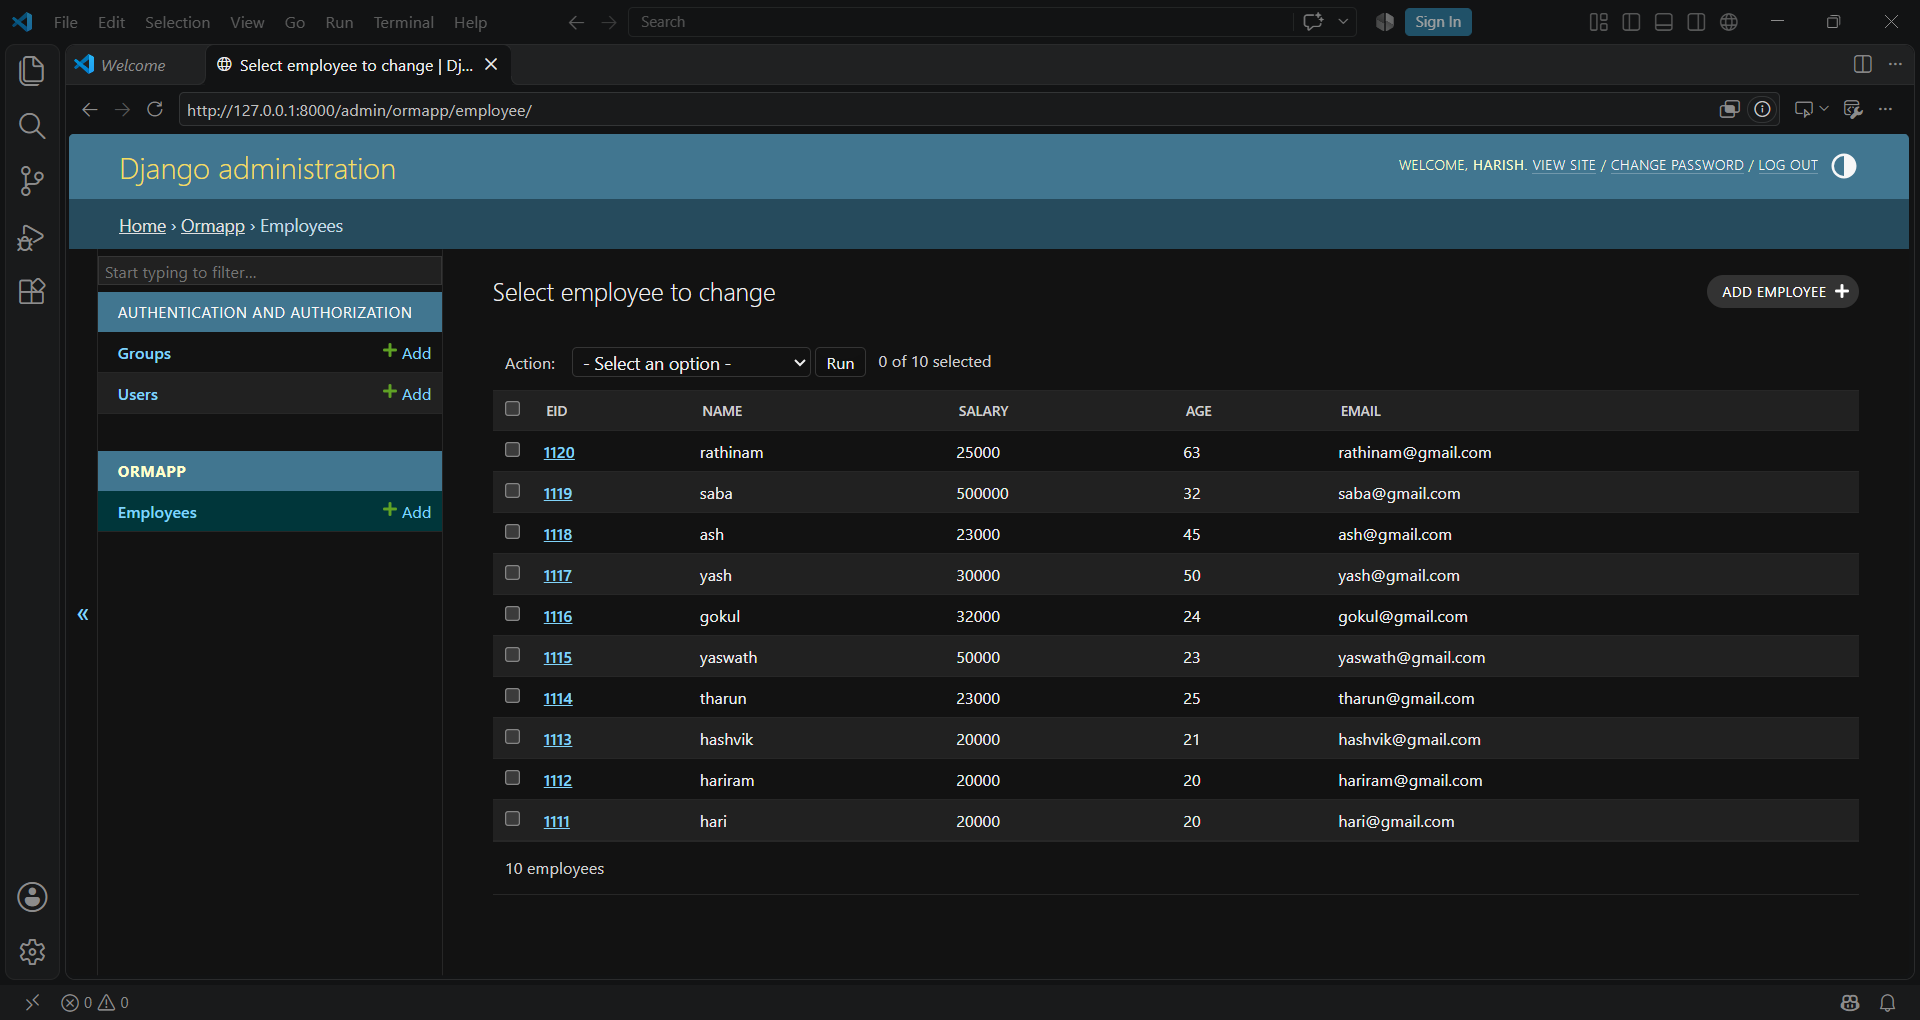 File Edit Selection View Go Run Terminal Help Search Sign In
Welcome Select employee to change | Dj...
http://127.0.0.1:8000/admin/ormapp/employee/
Django administration
WELCOME, HARISH. VIEW SITE / CHANGE PASSWORD / LOG OUT
Home › Ormapp › Employees
Start typing to filter...
AUTHENTICATION AND AUTHORIZATION
Groups + Add
Users + Add
ORMAPP
Employees + Add
«
Select employee to change
ADD EMPLOYEE +
Action: - Select an option - Run 0 of 10 selected
EID NAME SALARY AGE EMAIL
1120 rathinam 25000 63 rathinam@gmail.com
1119 saba 500000 32 saba@gmail.com
1118 ash 23000 45 ash@gmail.com
1117 yash 30000 50 yash@gmail.com
1116 gokul 32000 24 gokul@gmail.com
1115 yaswath 50000 23 yaswath@gmail.com
1114 tharun 23000 25 tharun@gmail.com
1113 hashvik 20000 21 hashvik@gmail.com
1112 hariram 20000 20 hariram@gmail.com
1111 hari 20000 20 hari@gmail.com
10 employees
0 0